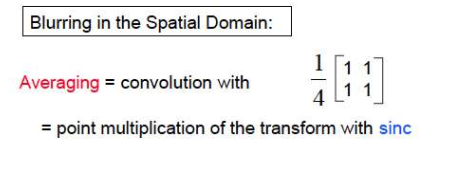 Blurring in the Spatial Domain:
Averaging = convolution with 1/4 [1 1
1 1]
= point multiplication of the transform with sinc